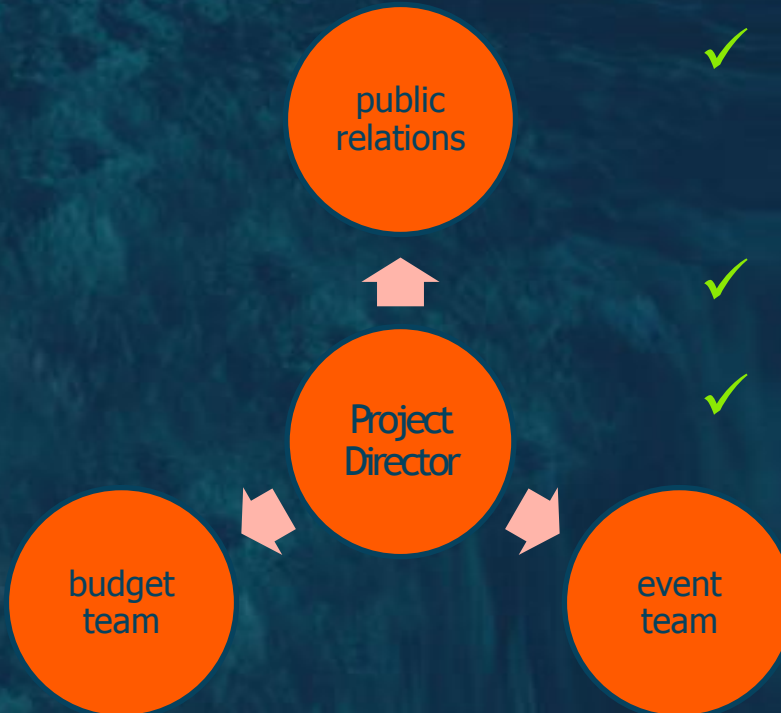 public
relations
Project
Director
budget
team
event
team